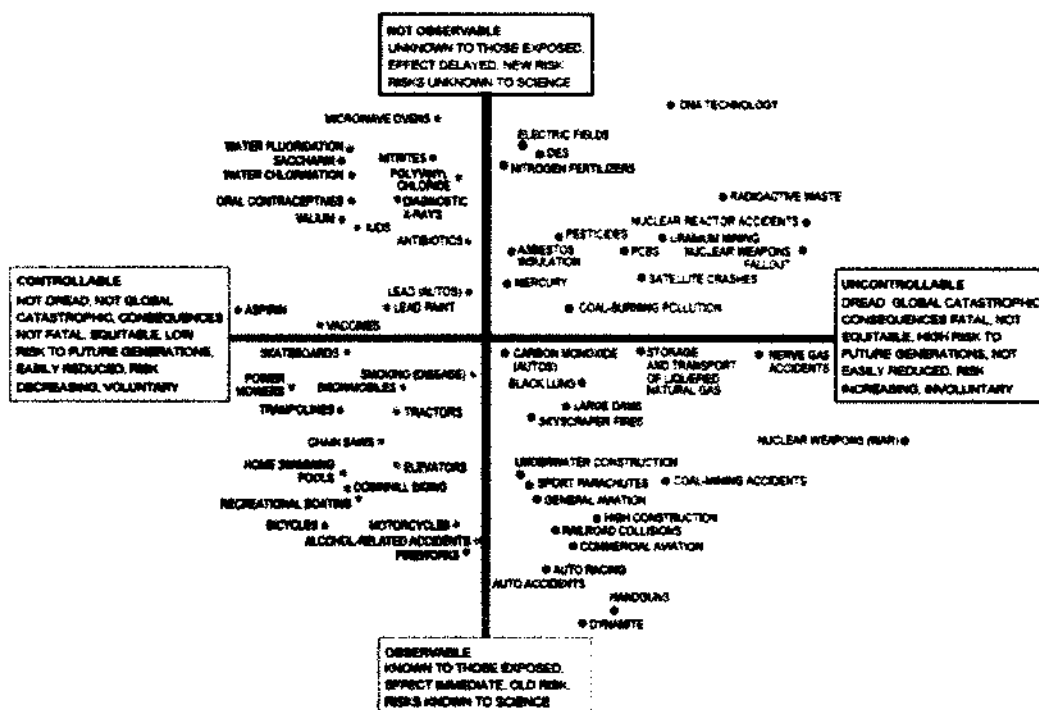 NOT OBSERVABLE
UNKNOWN TO THOSE EXPOSED,
EFFECT DELAYED, NEW RISK
RISKS UNKNOWN TO SCIENCE
DNA TECHNOLOGY
MICROWAVE OVENS
ELECTRIC FIELDS
WATER FLUORIDATION
NITRITES
DES
SACCHARIN
NITROGEN FERTILIZERS
WATER CHLORINATION
POLYVINYL
CHLORIDE
RADIOACTIVE WASTE
ORAL CONTRACEPTIVES
DIAGNOSTIC
X-RAYS
VALIUM
NUCLEAR REACTOR ACCIDENTS
IUDS
ANTIBIOTICS
PESTICIDES
URANIUM MINING
ASBESTOS
INSULATION
PCBS
NUCLEAR WEAPONS
FALLOUT
CONTROLLABLE
NOT DREAD, NOT GLOBAL
CATASTROPHIC, CONSEQUENCES
NOT FATAL, EQUITABLE, LOW
RISK TO FUTURE GENERATIONS,
EASILY REDUCED, RISK
DECREASING, VOLUNTARY
MERCURY
SATELLITE CRASHES
UNCONTROLLABLE
DREAD, GLOBAL CATASTROPHIC,
CONSEQUENCES FATAL, NOT
EQUITABLE, HIGH RISK TO
FUTURE GENERATIONS, NOT
EASILY REDUCED, RISK
INCREASING, INVOLUNTARY
LEAD (AUTOS)
ASPIRIN
LEAD PAINT
COAL-BURNING POLLUTION
VACCINES
SKATEBOARDS
CARBON MONOXIDE
(AUTOS)
STORAGE
AND TRANSPORT
OF LIQUEFIED
NATURAL GAS
NERVE GAS
ACCIDENTS
SMOKING (DISEASE)
POWER
MOWERS
SNOWMOBILES
BLACK LUNG
TRAMPOLINES
TRACTORS
LARGE DAMS
SKYSCRAPER FIRES
CHAIN SAWS
NUCLEAR WEAPONS (WAR)
HOME SWIMMING
POOLS
ELEVATORS
UNDERWATER CONSTRUCTION
DOWNHILL SKIING
SPORT PARACHUTES
COAL-MINING ACCIDENTS
RECREATIONAL BOATING
GENERAL AVIATION
BICYCLES
MOTORCYCLES
HIGH CONSTRUCTION
RAILROAD COLLISIONS
ALCOHOL-RELATED ACCIDENTS
FIREWORKS
COMMERCIAL AVIATION
AUTO RACING
AUTO ACCIDENTS
HANDGUNS
DYNAMITE
OBSERVABLE
KNOWN TO THOSE EXPOSED,
EFFECT IMMEDIATE, OLD RISK,
RISKS KNOWN TO SCIENCE